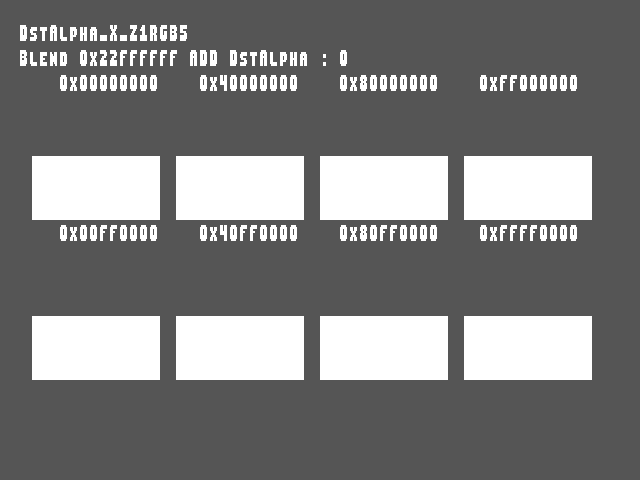 DstAlpha_X_Z1RGB5
Blend 0x22ffffff ADD DstAlpha : 0
0x00000000 0x40000000 0x80000000 0xff000000
0x00ff0000 0x40ff0000 0x80ff0000 0xffff0000